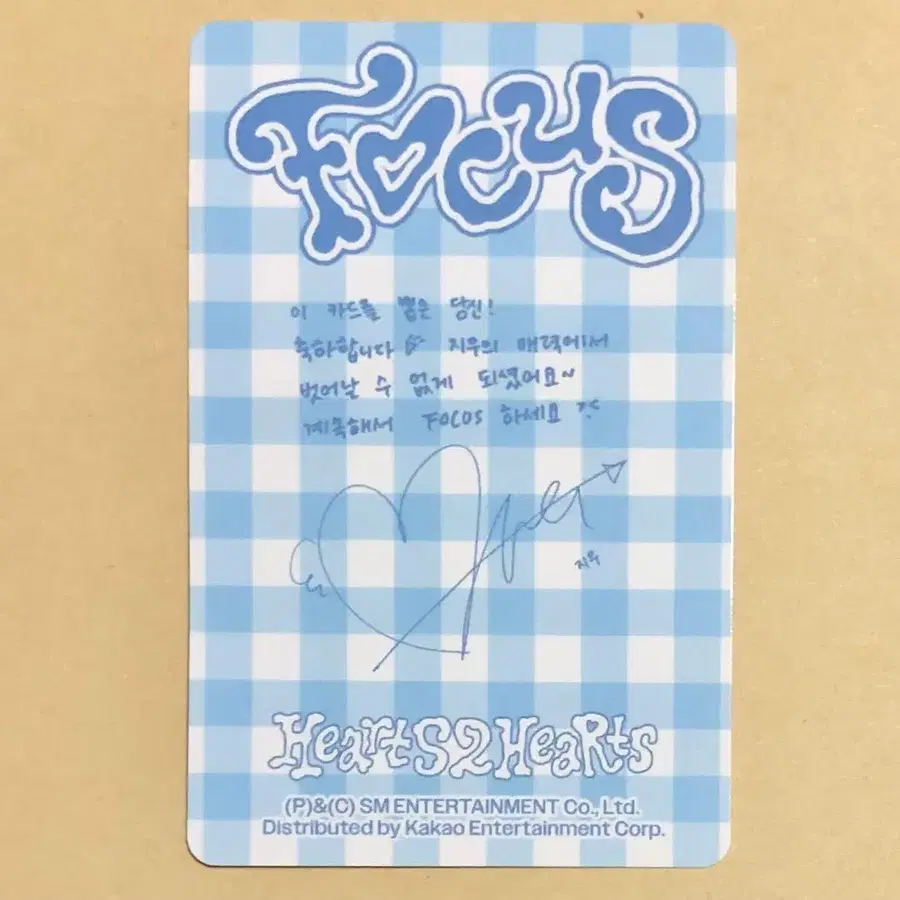 FOCUS
이 카드를 뽑은 당신!
축하합니다 지우의 매력에서
벗어날 수 없게 되셨어요~
계속해서 FOCUS 하세요
지우
Hearts2Hearts
(P)&(C) SM ENTERTAINMENT Co., Ltd.
Distributed by Kakao Entertainment Corp.